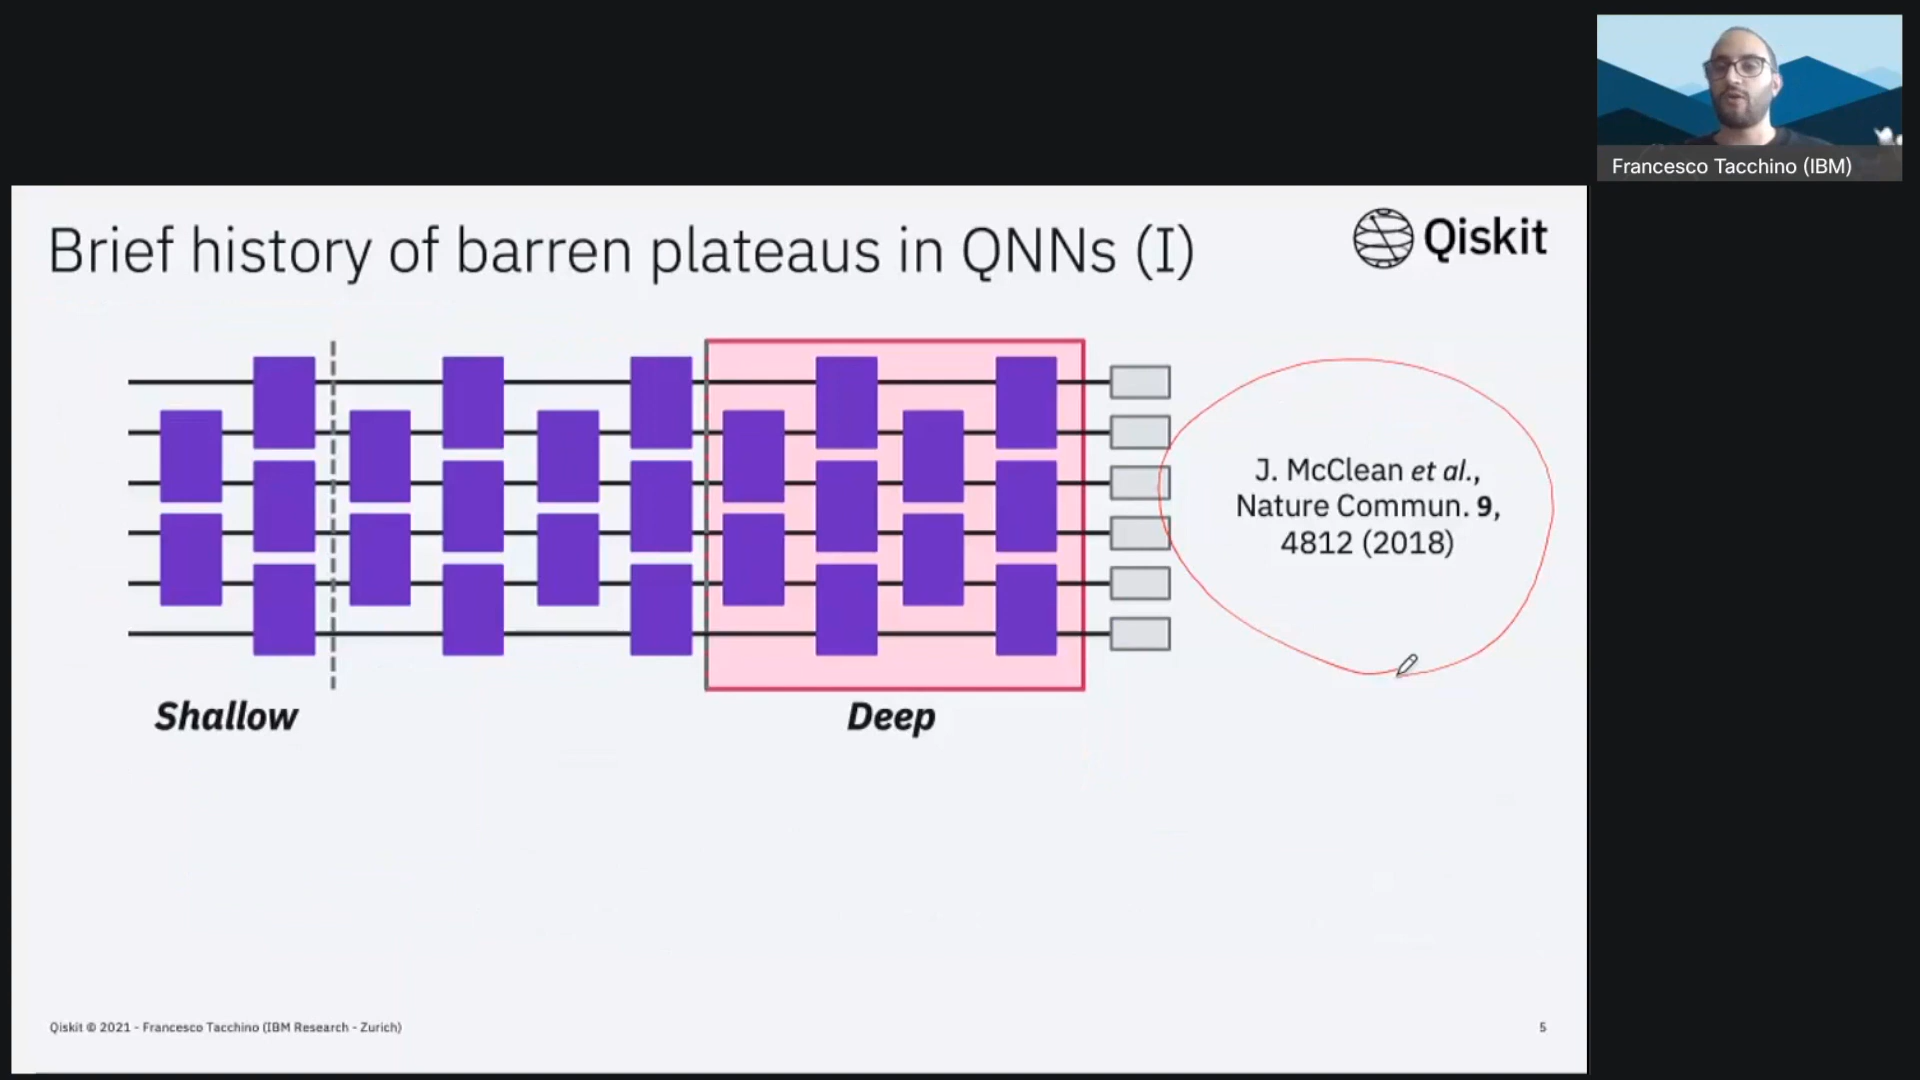 Francesco Tacchino (IBM)
Brief history of barren plateaus in QNNs (I)
Qiskit
J. McClean et al.,
Nature Commun. 9,
4812 (2018)
Shallow
Deep
Qiskit © 2021 - Francesco Tacchino (IBM Research - Zurich)
5